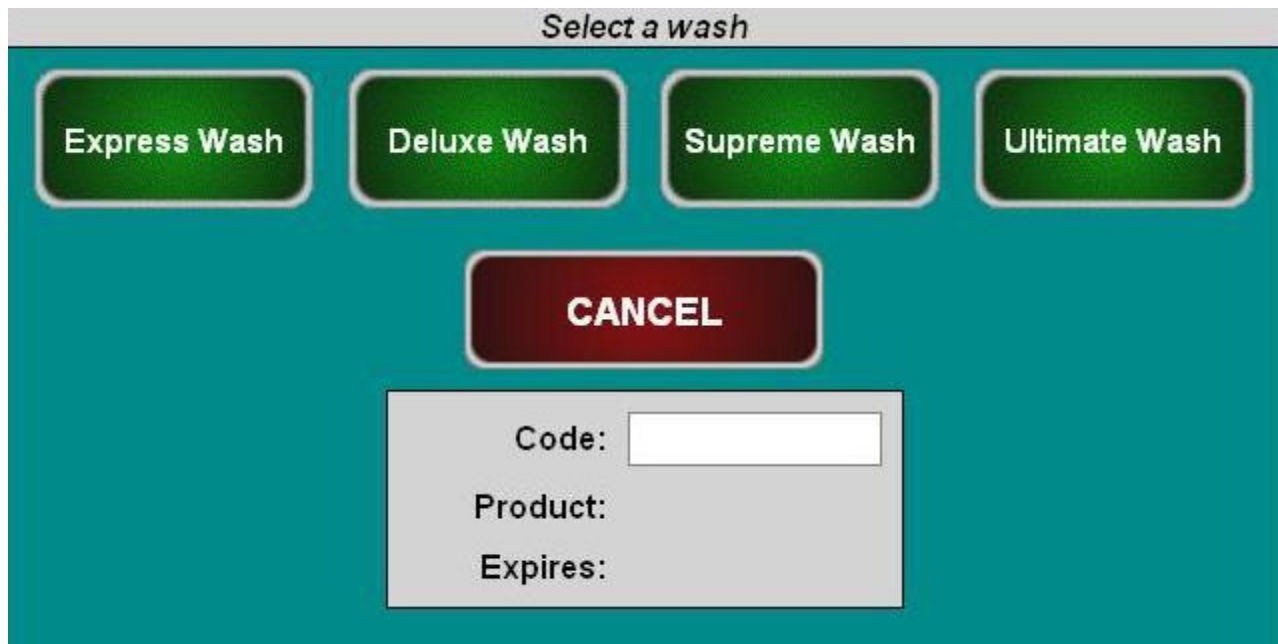 Select a wash
Express Wash
Deluxe Wash
Supreme Wash
Ultimate Wash
CANCEL
Code:
Product:
Expires: